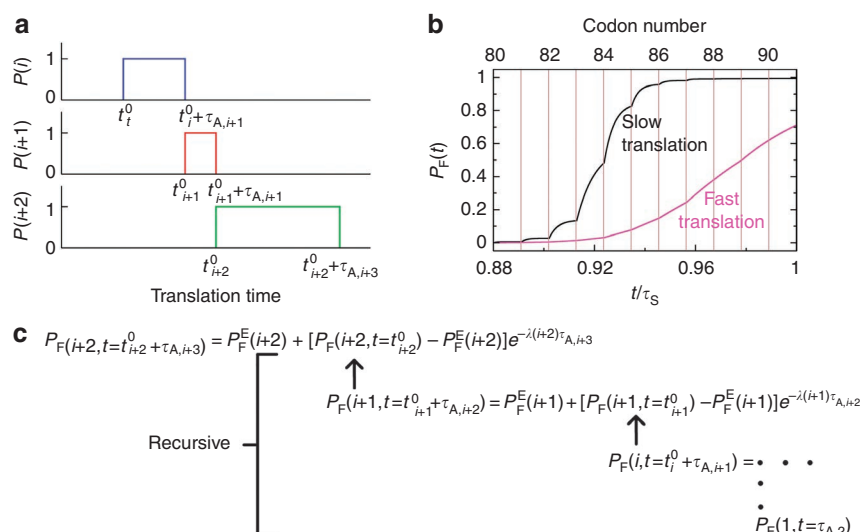 a
P(i)
1
0
t_t^0
t_i^0+τ_A,i+1
P(i+1)
1
0
t_i+1^0
t_i+1^0+τ_A,i+1
P(i+2)
1
0
t_i+2^0
t_i+2^0+τ_A,i+3
Translation time
b
Codon number
80 82 83 84 85 86 87 88 89 90
P_F(t)
1
0.8
0.6
0.4
0.2
0
Slow
translation
Fast
translation
0.88 0.92 0.96 1
t/τ_S
c
P_F(i+2,t=t_i+2^0+τ_A,i+3) = P_F^E(i+2) + [P_F(i+2,t=t_i+2^0) − P_F^E(i+2)]e^−λ(i+2)τ_A,i+3
P_F(i+1,t=t_i+1^0+τ_A,i+2)=P_F^E(i+1)+[P_F(i+1,t=t_i+1^0) −P_F^E(i+1)]e^−λ(i+1)τ_A,i+2
Recursive
P_F(i,t=t_i^0+τ_A,i+1) = • • •
•
•
P_F(1,t=τ_A,2)